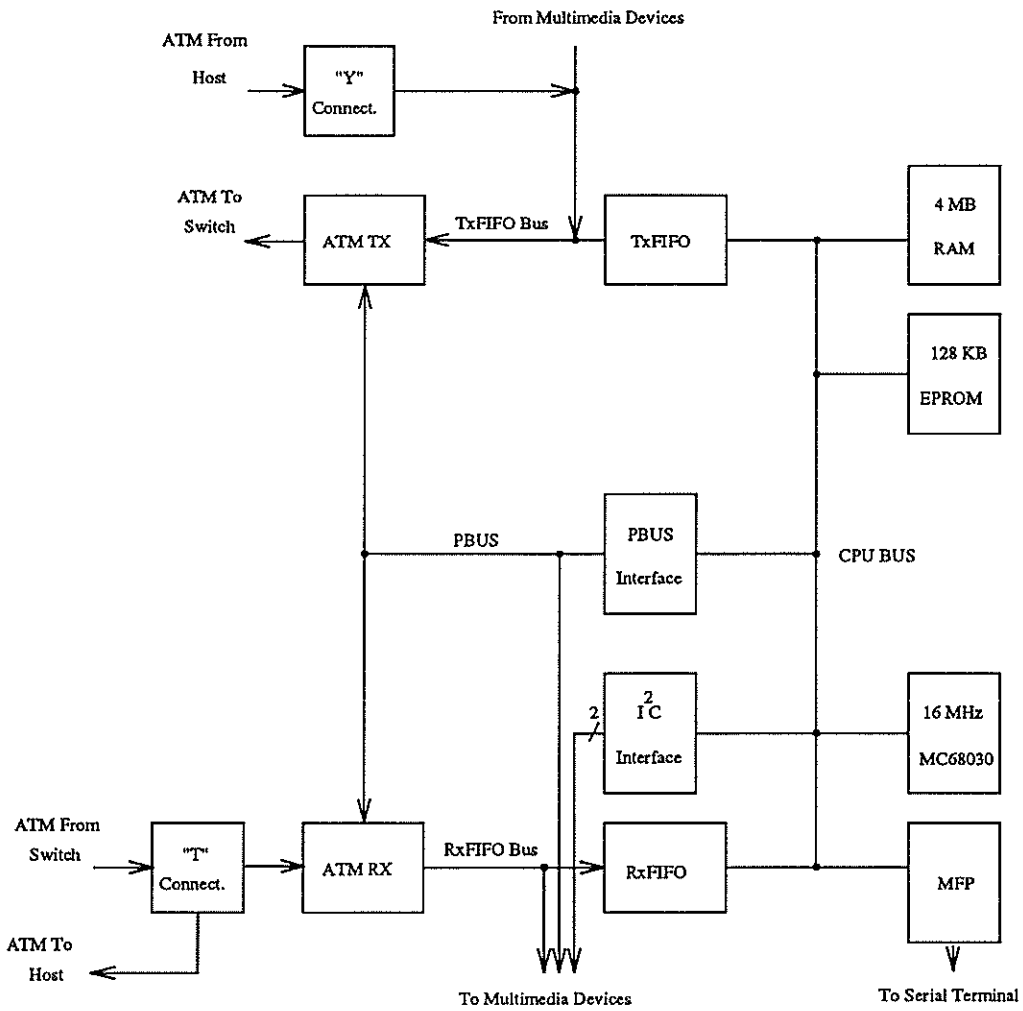 From Multimedia Devices
ATM From
Host
"Y"
Connect.
ATM To
Switch
ATM TX
TxFIFO Bus
TxFIFO
4 MB
RAM
128 KB
EPROM
PBUS
PBUS
Interface
CPU BUS
2
2
I C
Interface
16 MHz
MC68030
ATM From
Switch
"T"
Connect.
ATM RX
RxFIFO Bus
RxFIFO
MFP
ATM To
Host
To Multimedia Devices
To Serial Terminal